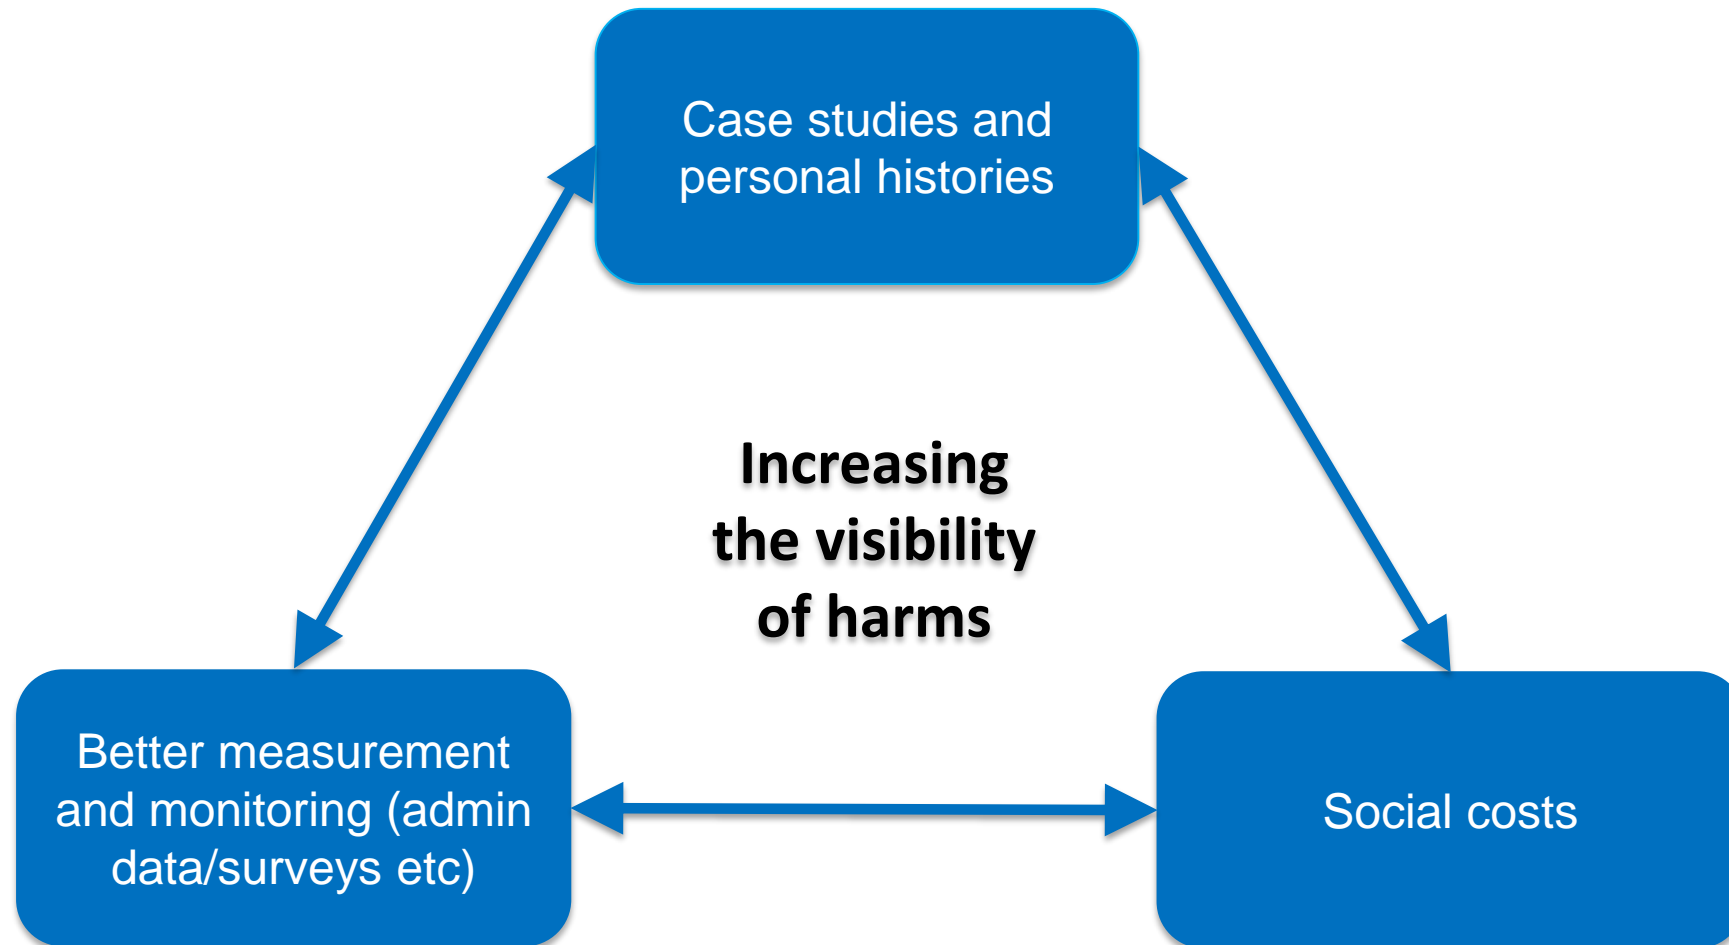 Case studies and
personal histories
Increasing
the visibility
of harms
Better measurement
and monitoring (admin
data/surveys etc)
Social costs